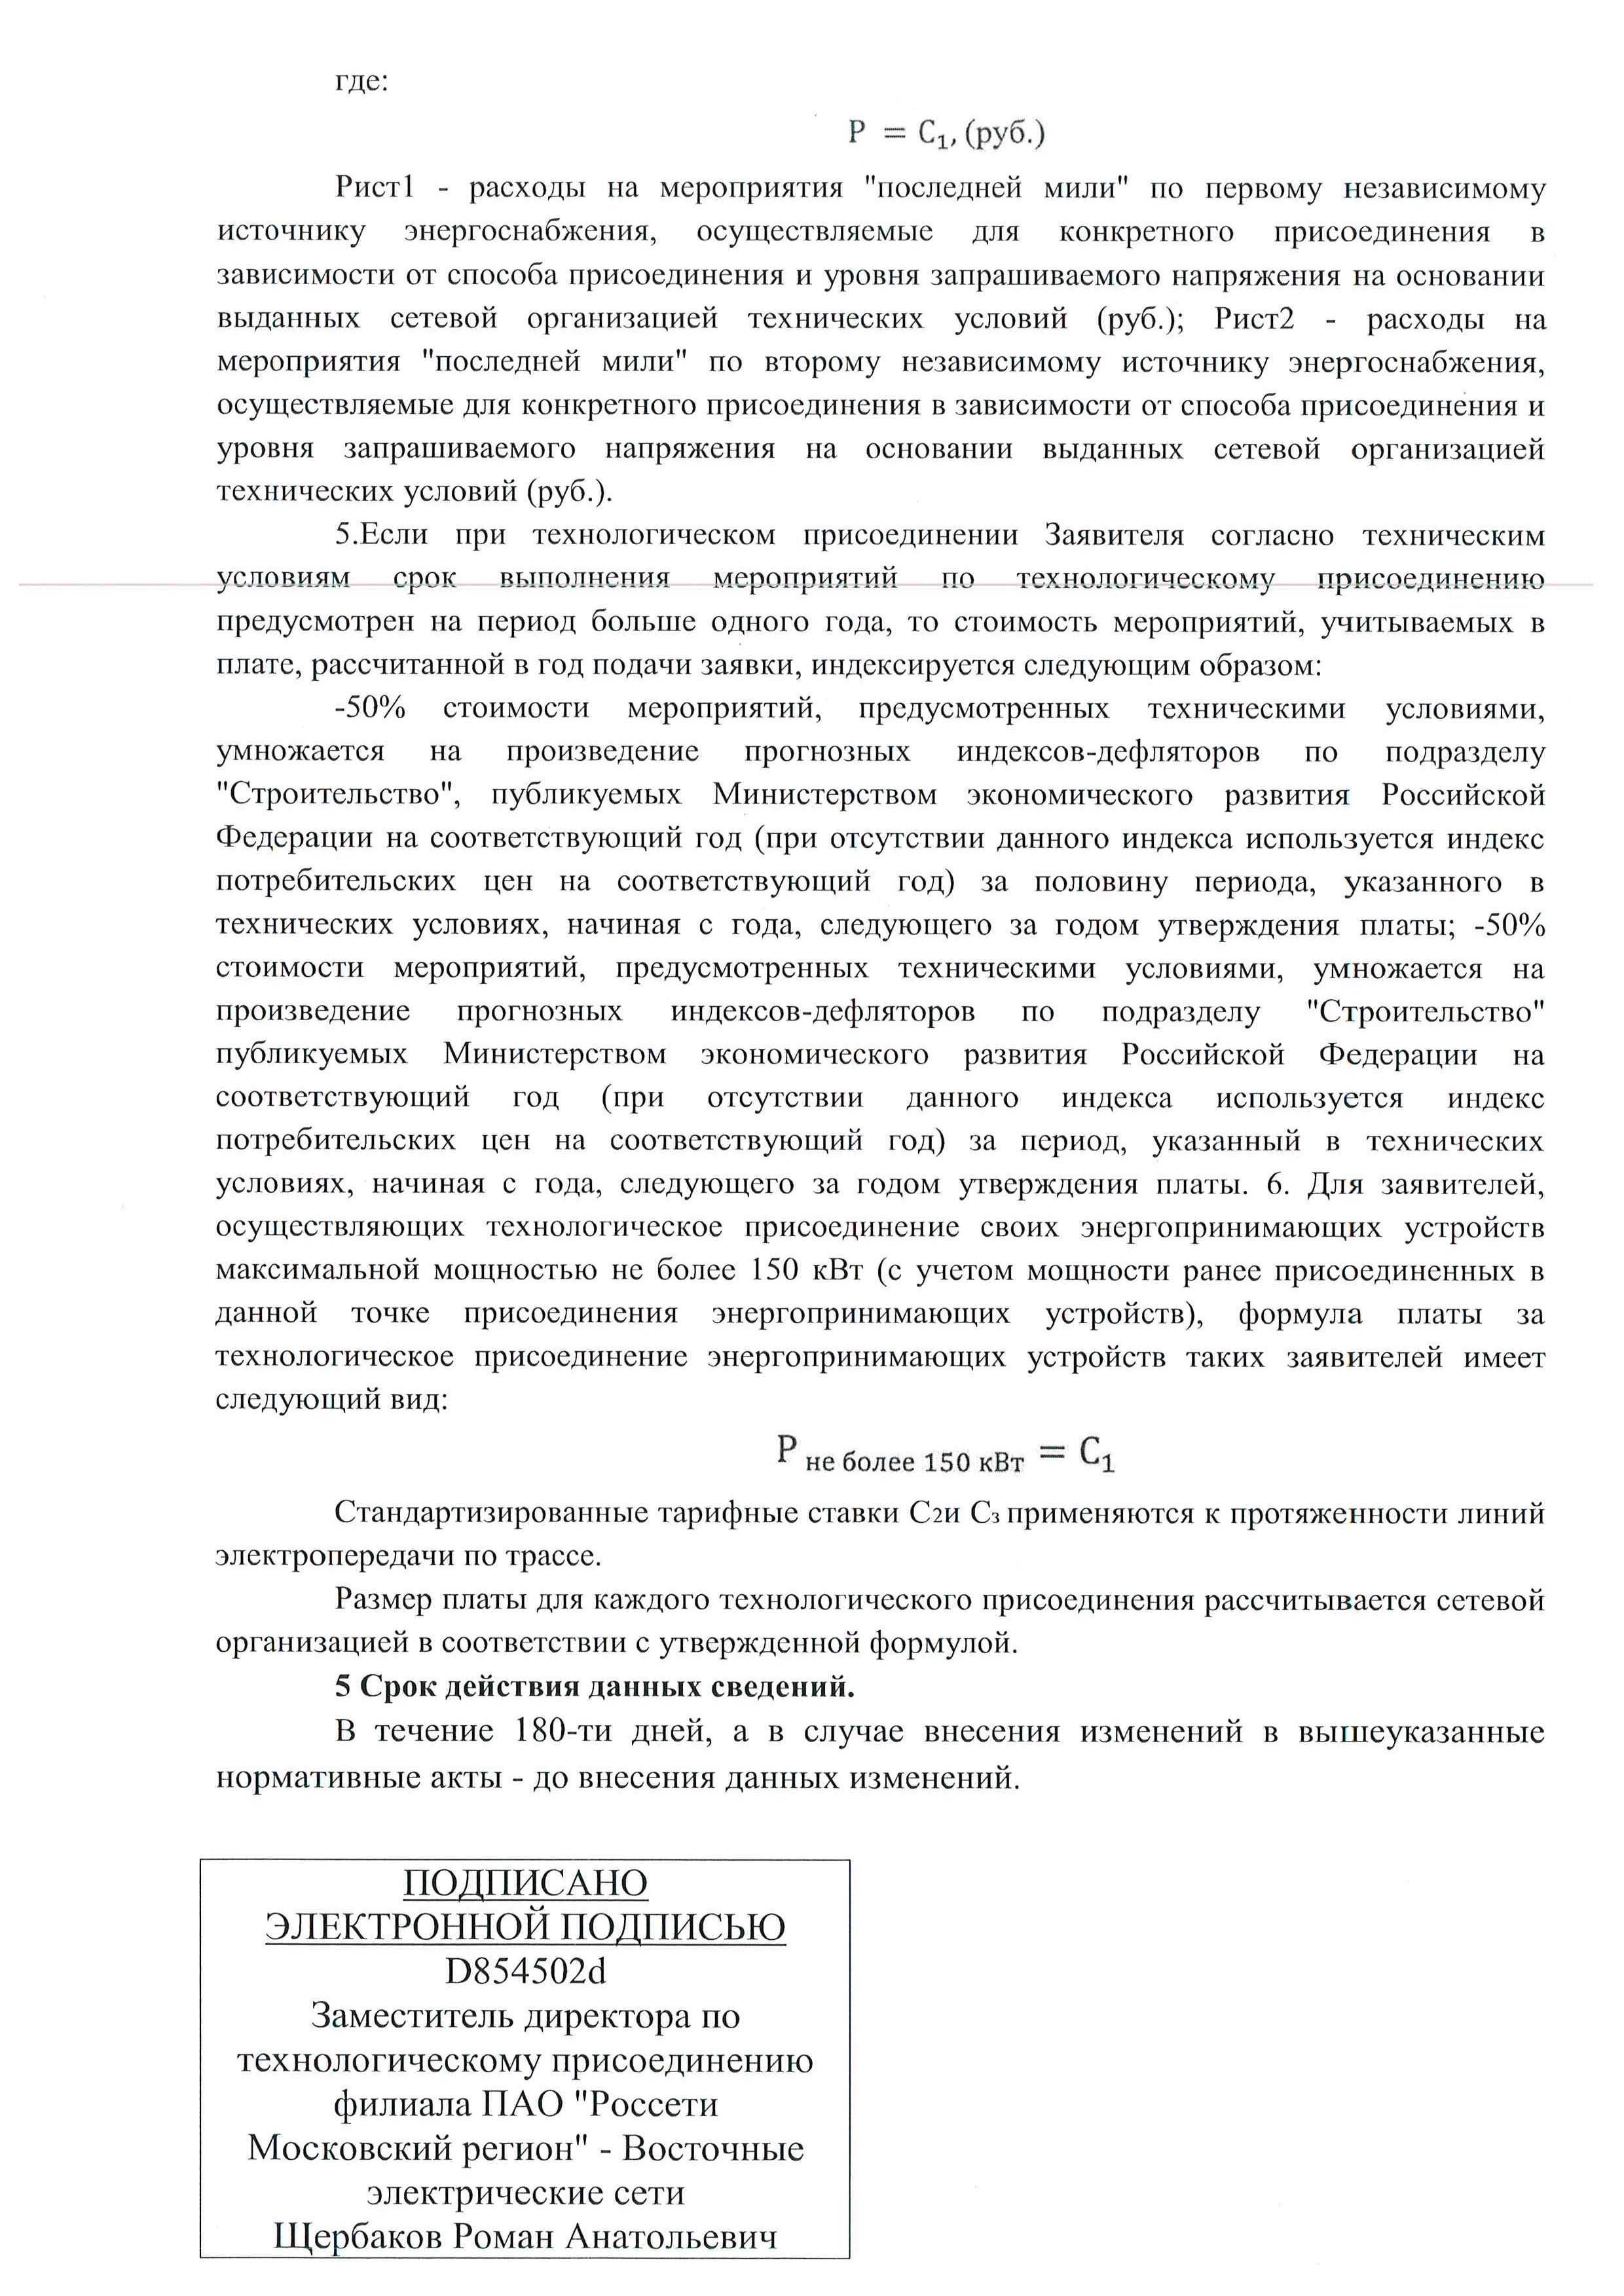 где:
P = C₁, (руб.)
Рист1 - расходы на мероприятия "последней мили" по первому независимому
источнику энергоснабжения, осуществляемые для конкретного присоединения в
зависимости от способа присоединения и уровня запрашиваемого напряжения на основании
выданных сетевой организацией технических условий (руб.); Рист2 - расходы на
мероприятия "последней мили" по второму независимому источнику энергоснабжения,
осуществляемые для конкретного присоединения в зависимости от способа присоединения и
уровня запрашиваемого напряжения на основании выданных сетевой организацией
технических условий (руб.).
5.Если при технологическом присоединении Заявителя согласно техническим
условиям срок выполнения мероприятий по технологическому присоединению
предусмотрен на период больше одного года, то стоимость мероприятий, учитываемых в
плате, рассчитанной в год подачи заявки, индексируется следующим образом:
-50% стоимости мероприятий, предусмотренных техническими условиями,
умножается на произведение прогнозных индексов-дефляторов по подразделу
"Строительство", публикуемых Министерством экономического развития Российской
Федерации на соответствующий год (при отсутствии данного индекса используется индекс
потребительских цен на соответствующий год) за половину периода, указанного в
технических условиях, начиная с года, следующего за годом утверждения платы; -50%
стоимости мероприятий, предусмотренных техническими условиями, умножается на
произведение прогнозных индексов-дефляторов по подразделу "Строительство"
публикуемых Министерством экономического развития Российской Федерации на
соответствующий год (при отсутствии данного индекса используется индекс
потребительских цен на соответствующий год) за период, указанный в технических
условиях, начиная с года, следующего за годом утверждения платы. 6. Для заявителей,
осуществляющих технологическое присоединение своих энергопринимающих устройств
максимальной мощностью не более 150 кВт (с учетом мощности ранее присоединенных в
данной точке присоединения энергопринимающих устройств), формула платы за
технологическое присоединение энергопринимающих устройств таких заявителей имеет
следующий вид:
P не более 150 кВт = C₁
Стандартизированные тарифные ставки С₂и С₃ применяются к протяженности линий
электропередачи по трассе.
Размер платы для каждого технологического присоединения рассчитывается сетевой
организацией в соответствии с утвержденной формулой.
5 Срок действия данных сведений.
В течение 180-ти дней, а в случае внесения изменений в вышеуказанные
нормативные акты - до внесения данных изменений.
ПОДПИСАНО
ЭЛЕКТРОННОЙ ПОДПИСЬЮ
D854502d
Заместитель директора по
технологическому присоединению
филиала ПАО "Россети
Московский регион" - Восточные
электрические сети
Щербаков Роман Анатольевич